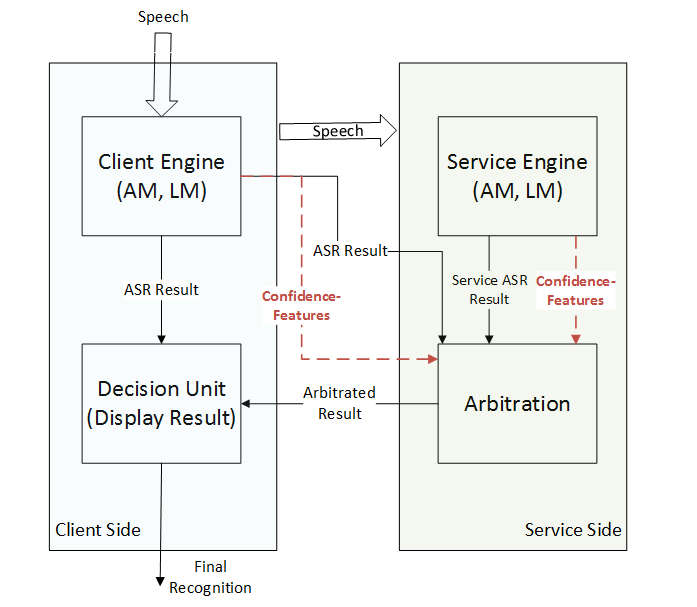 Speech
Speech
Client Engine
(AM, LM)
Service Engine
(AM, LM)
ASR Result
ASR Result
Service ASR
Result
Confidence-
Features
Confidence-
Features
Decision Unit
(Display Result)
Arbitrated
Result
Arbitration
Client Side
Service Side
Final
Recognition